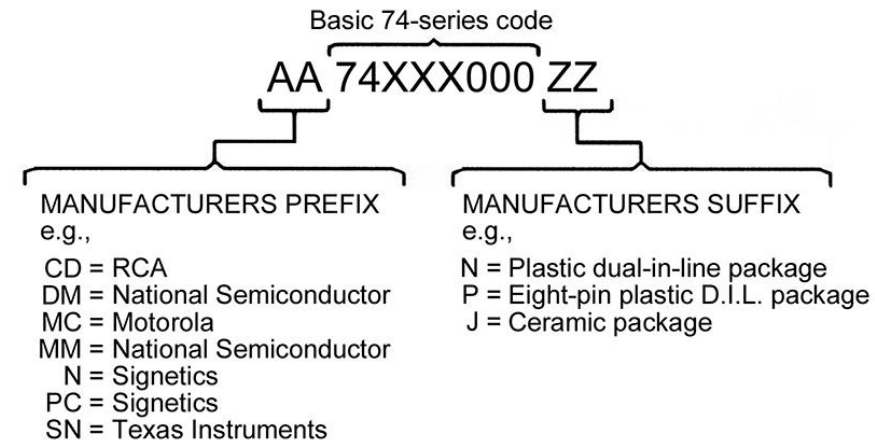 Basic 74-series code
AA 74XXX000 ZZ
MANUFACTURERS PREFIX
e.g.,
CD = RCA
DM = National Semiconductor
MC = Motorola
MM = National Semiconductor
N = Signetics
PC = Signetics
SN = Texas Instruments
MANUFACTURERS SUFFIX
e.g.,
N = Plastic dual-in-line package
P = Eight-pin plastic D.I.L. package
J = Ceramic package